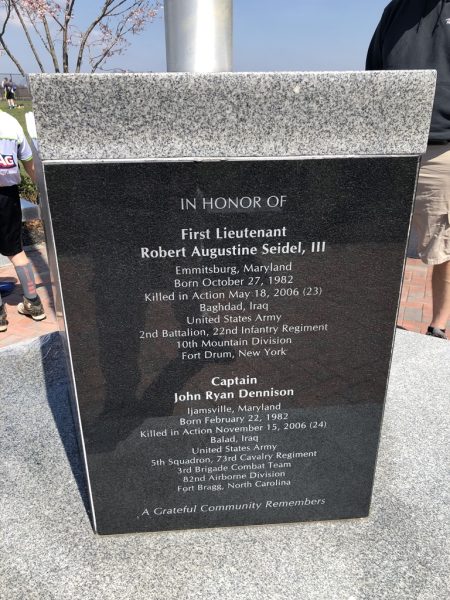 IN HONOR OF
First Lieutenant
Robert Augustine Seidel, III
Emmitsburg, Maryland
Born October 27, 1982
Killed in Action May 18, 2006 (23)
Baghdad, Iraq
United States Army
2nd Battalion, 22nd Infantry Regiment
10th Mountain Division
Fort Drum, New York
Captain
John Ryan Dennison
Ijamsville, Maryland
Born February 22, 1982
Killed in Action November 15, 2006 (24)
Balad, Iraq
United States Army
5th Squadron, 73rd Cavalry Regiment
3rd Brigade Combat Team
82nd Airborne Division
Fort Bragg, North Carolina
A Grateful Community Remembers